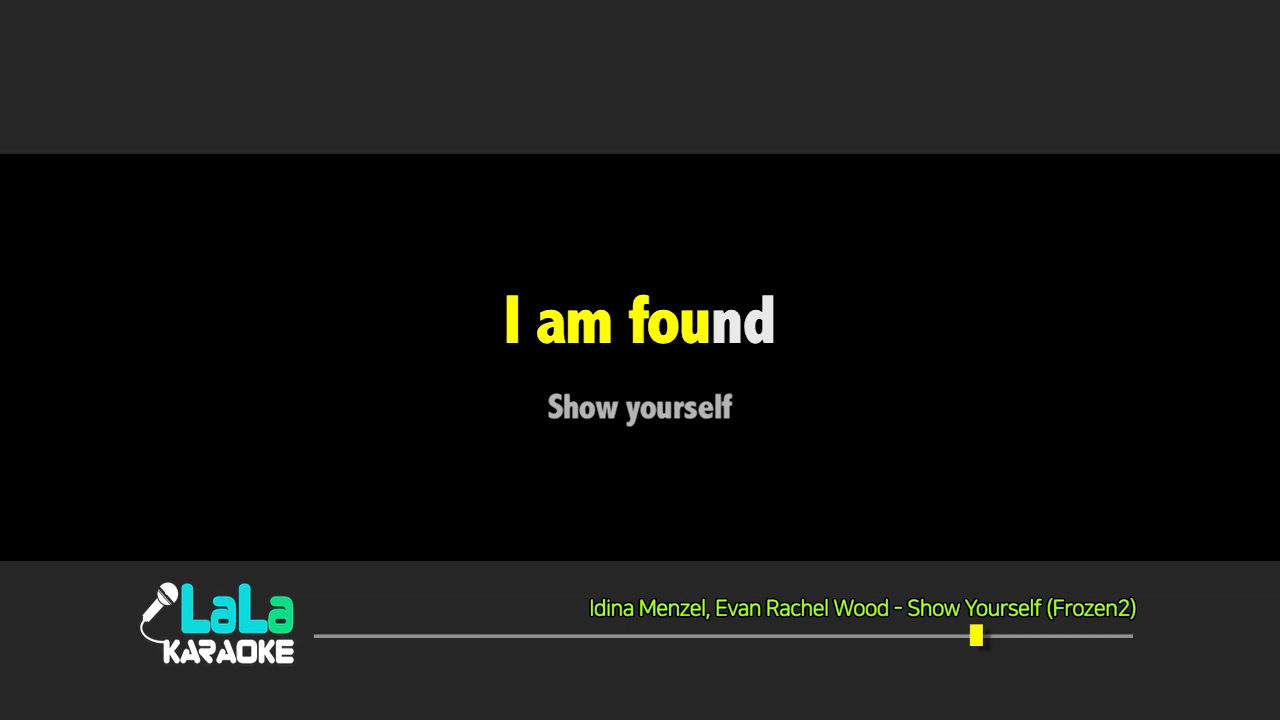 I am found
Show yourself
LaLa
KARAOKE
Idina Menzel, Evan Rachel Wood - Show Yourself (Frozen2)